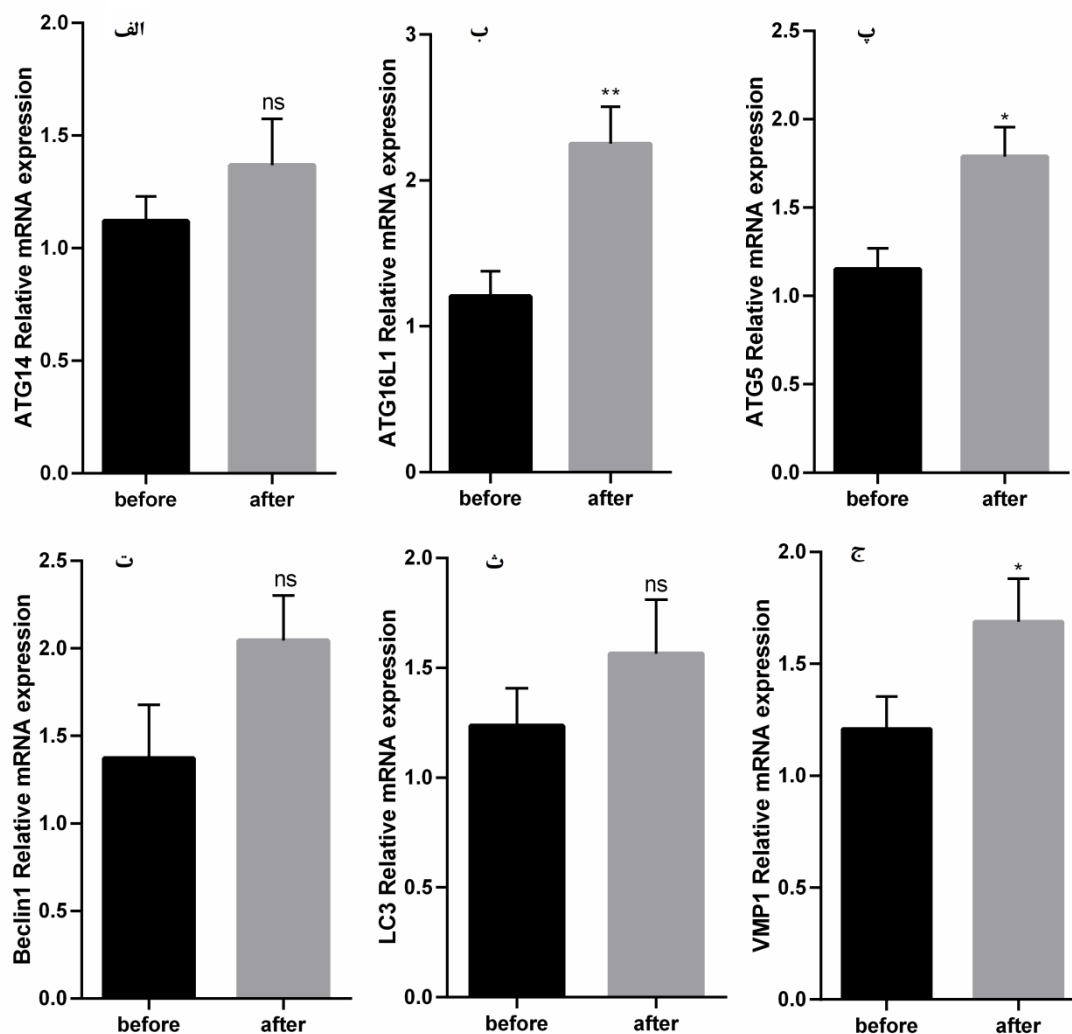 الف
ATG14 Relative mRNA expression
2.0
1.5
1.0
0.5
0.0
ns
before after
ب
ATG16L1 Relative mRNA expression
3
2
1
0
**
before after
پ
ATG5 Relative mRNA expression
2.5
2.0
1.5
1.0
0.5
0.0
*
before after
ت
Beclin1 Relative mRNA expression
2.5
2.0
1.5
1.0
0.5
0.0
ns
before after
ث
LC3 Relative mRNA expression
2.0
1.5
1.0
0.5
0.0
ns
before after
ج
VMP1 Relative mRNA expression
2.0
1.5
1.0
0.5
0.0
*
before after